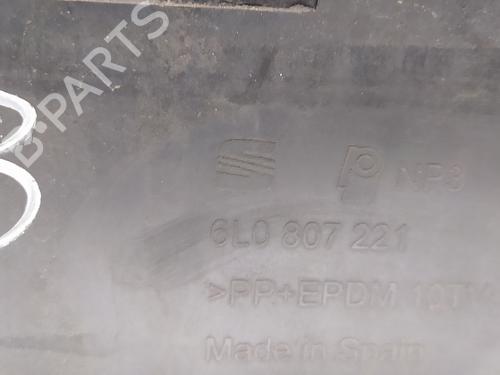 B-PARTS
NP3
6L0 807 221
>PP+EPDM
Made in Spain